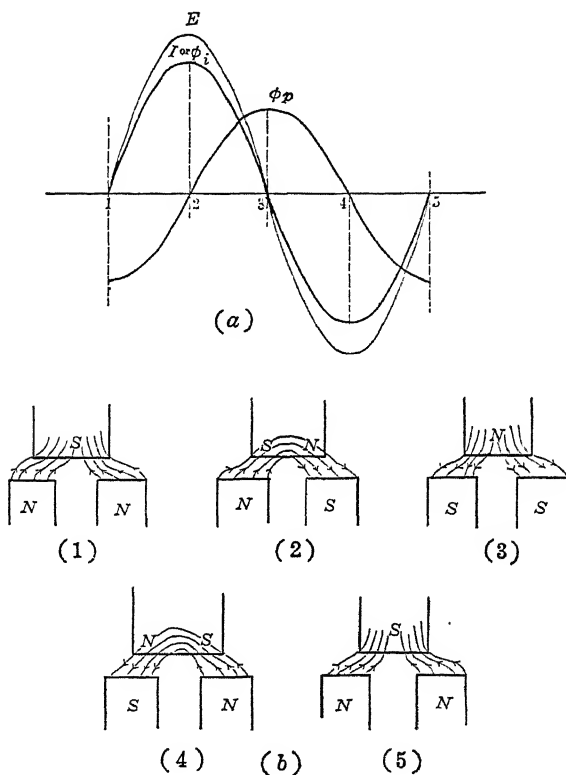 E
I or ϕi
ϕp
1 2 3 4 5
(a)
S
N N
(1)
S N
N S
(2)
N
S S
(3)
N S
S N
(4)
S
N N
(5)
(b)